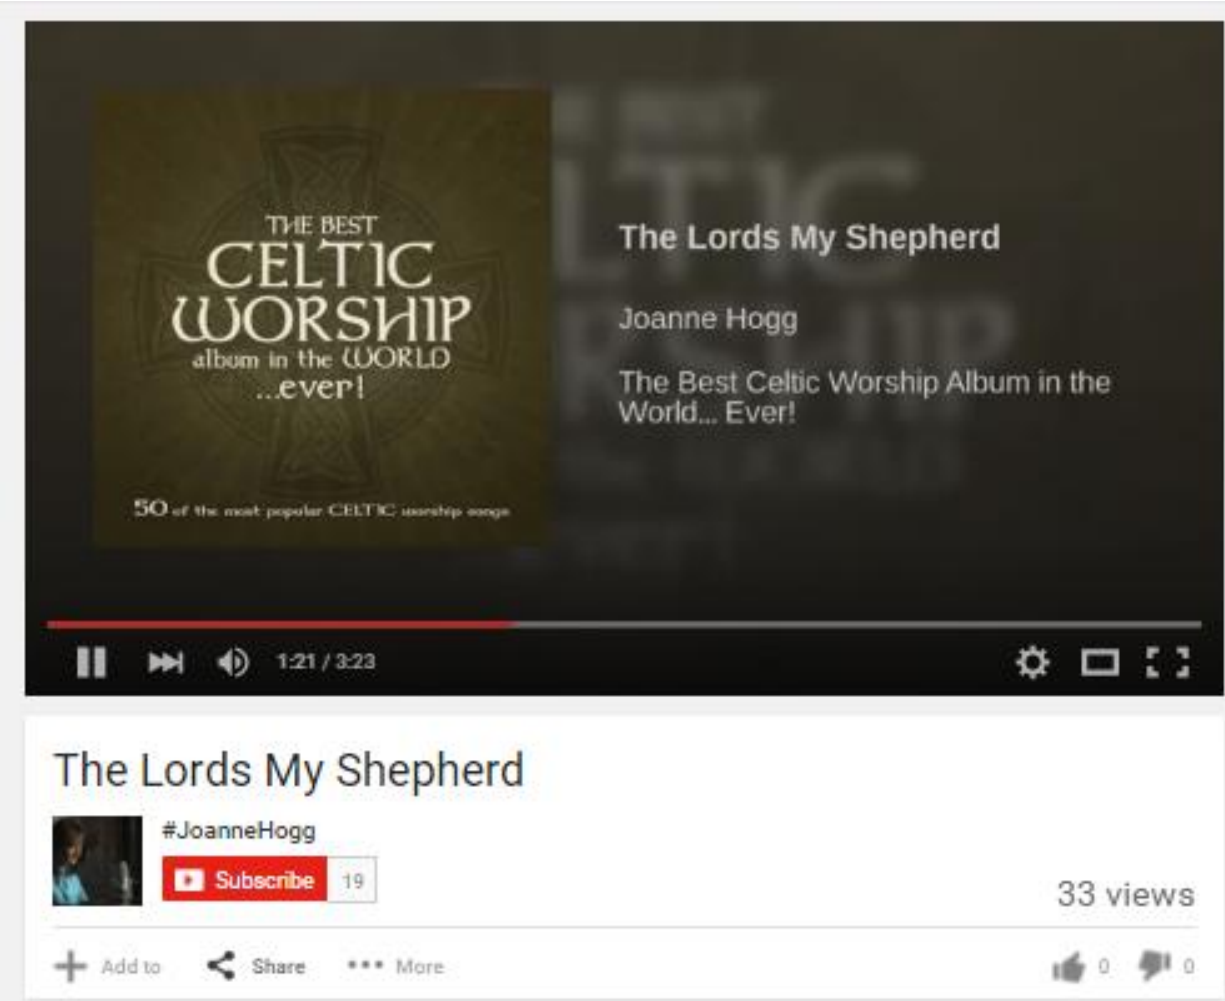 THE BEST
CELTIC
WORSHIP
album in the WORLD
...ever!
50 of the most popular CELTIC worship songs
The Lords My Shepherd
Joanne Hogg
The Best Celtic Worship Album in the
World... Ever!
1:21 / 3:23
The Lords My Shepherd
#JoanneHogg
Subscribe 19
33 views
Add to Share More 0 0